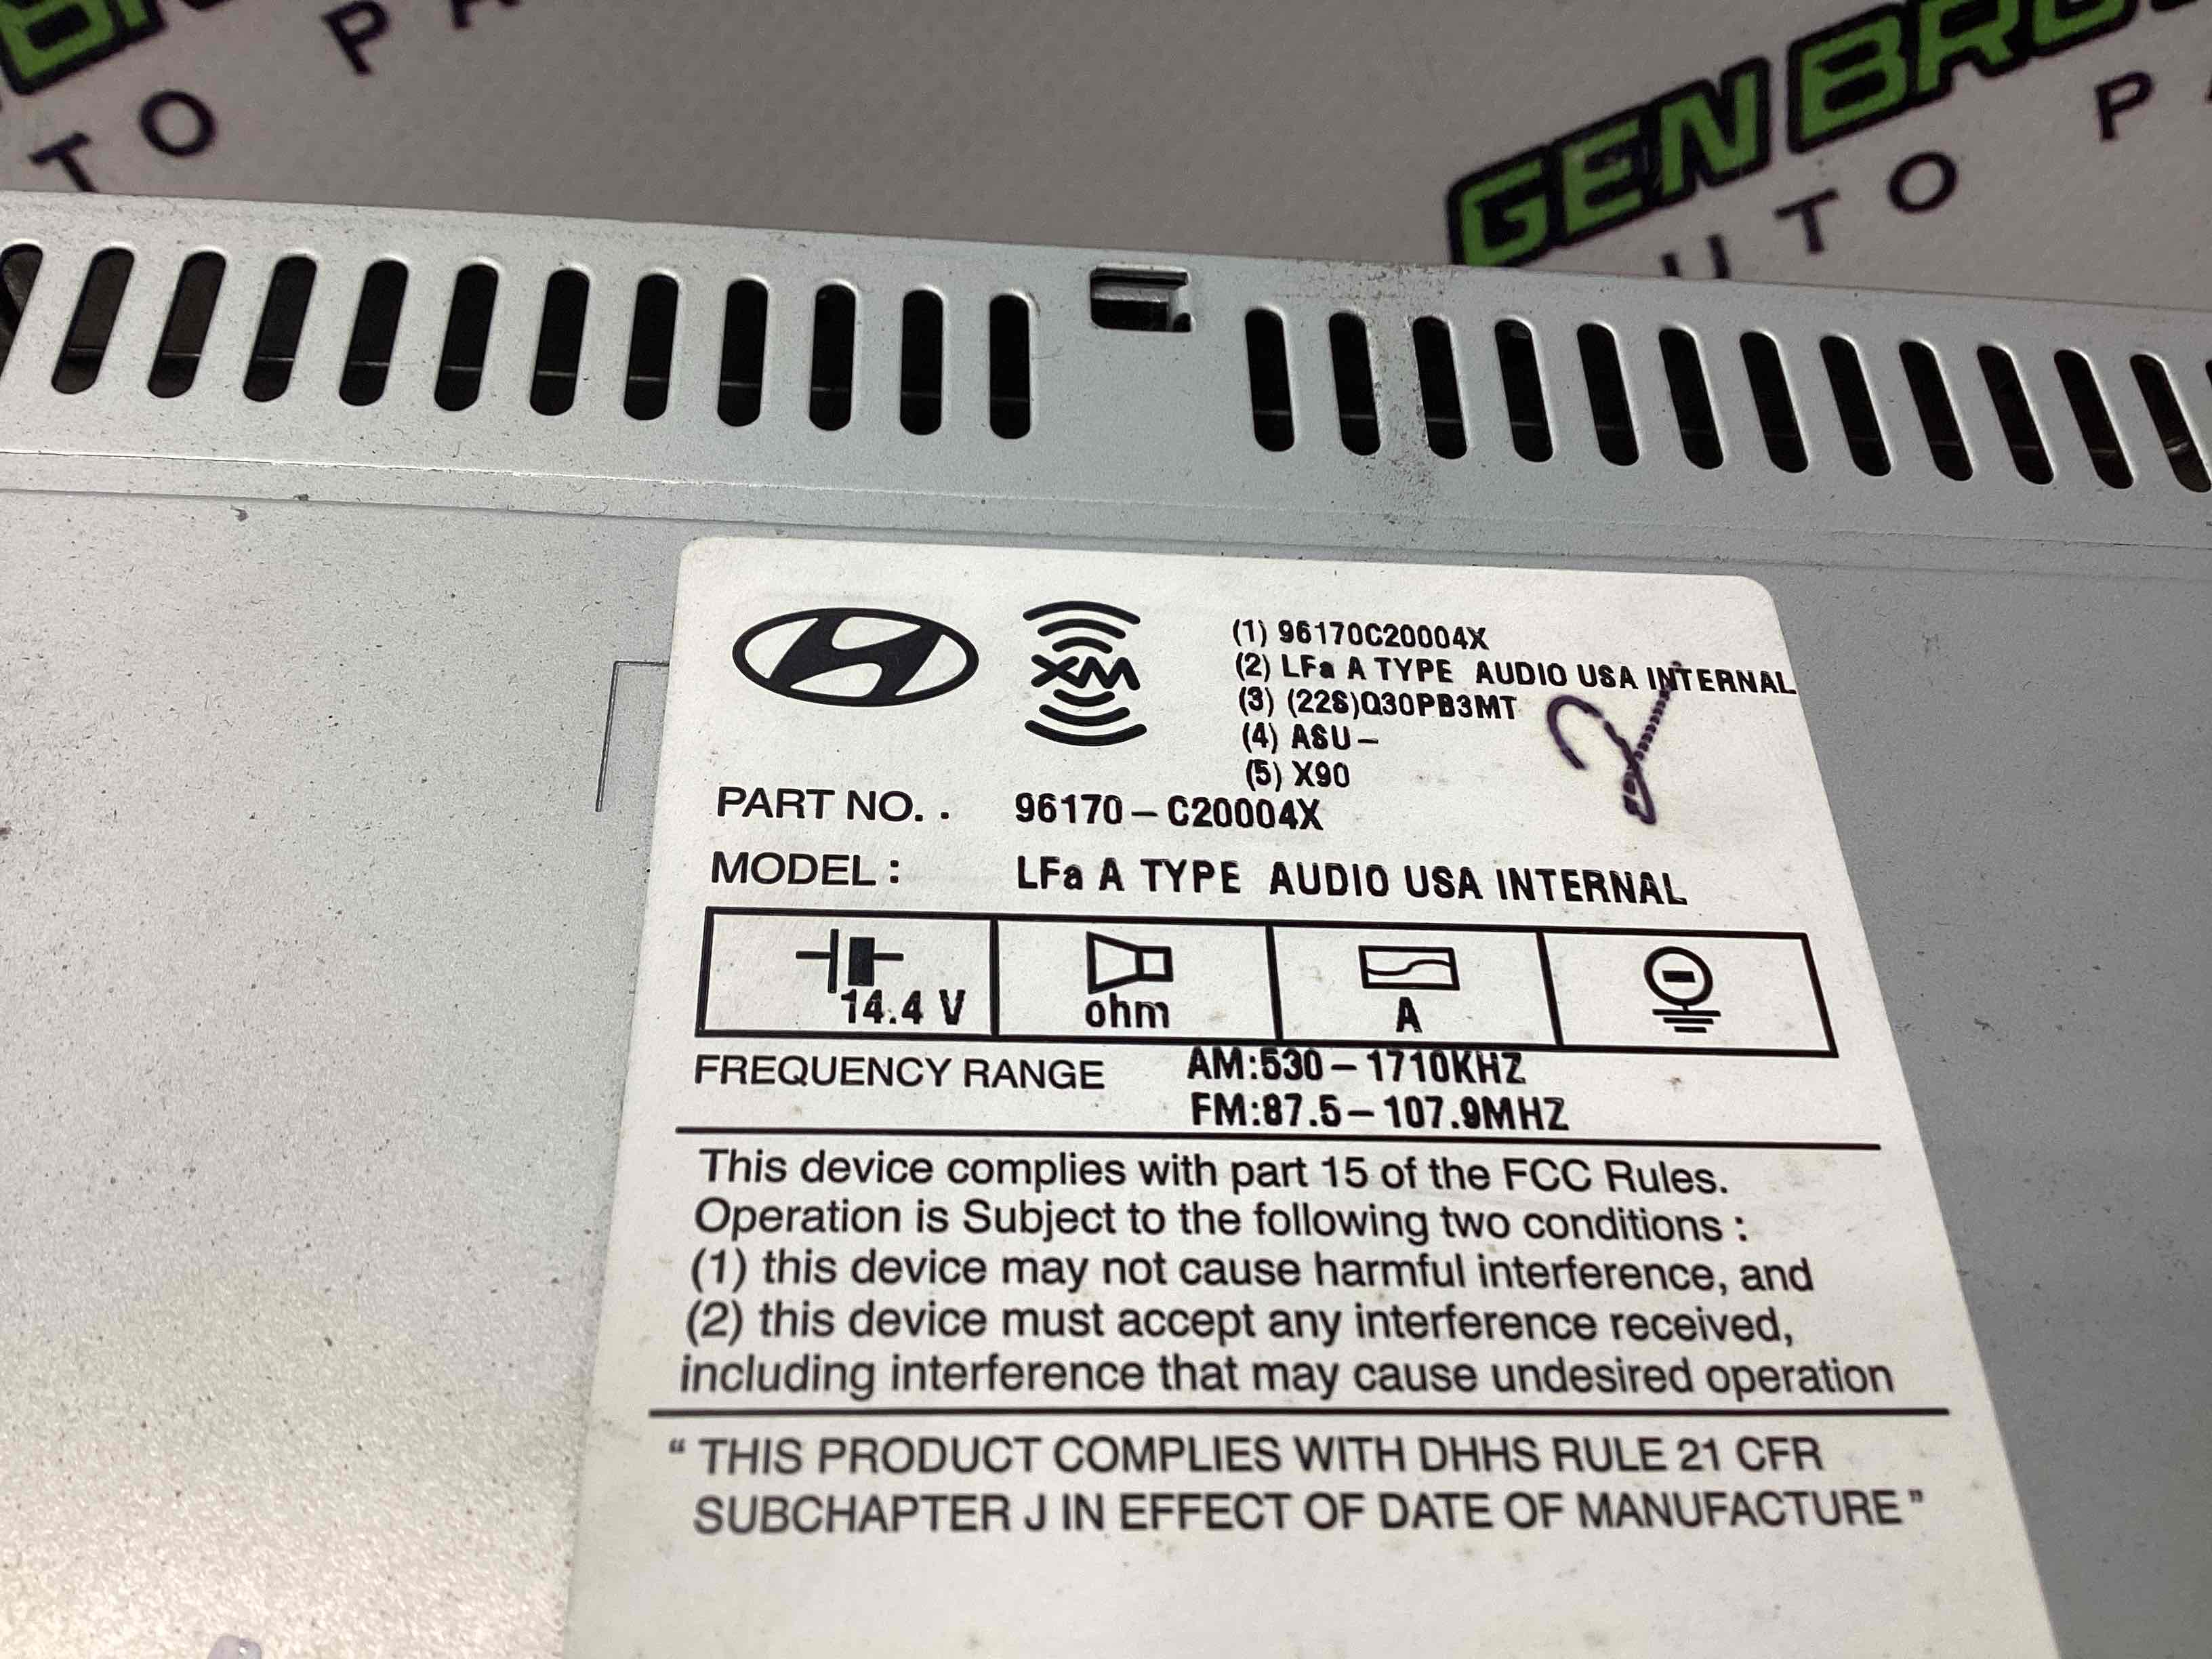 P A
TO
GEN BRO
UTO PA
XM
(1) 96170C20004X
(2) LFa A TYPE AUDIO USA INTERNAL
(3) (22S)Q30PB3MT
(4) ASU-
(5) X90
PART NO. . 96170-C20004X
MODEL : LFa A TYPE AUDIO USA INTERNAL
14.4 V ohm A
FREQUENCY RANGE AM:530-1710KHZ
FM:87.5-107.9MHZ
This device complies with part 15 of the FCC Rules.
Operation is Subject to the following two conditions :
(1) this device may not cause harmful interference, and
(2) this device must accept any interference received,
including interference that may cause undesired operation
“ THIS PRODUCT COMPLIES WITH DHHS RULE 21 CFR
SUBCHAPTER J IN EFFECT OF DATE OF MANUFACTURE ”